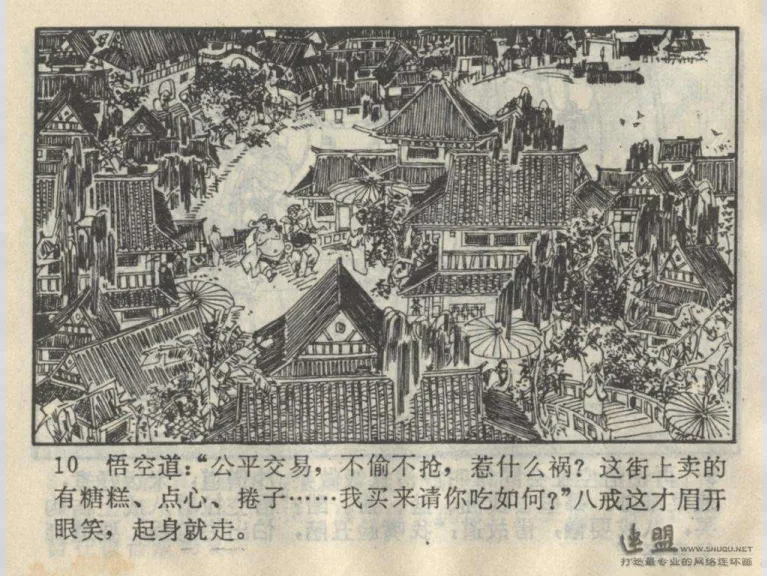 茶
10 悟空道：“公平交易，不偷不抢，惹什么祸？这街上卖的
有糖糕、点心、捲子……我买来请你吃如何？”八戒这才眉开
眼笑，起身就走。
连盟 WWW.SHUQU.NET
打造最专业的网络连环画